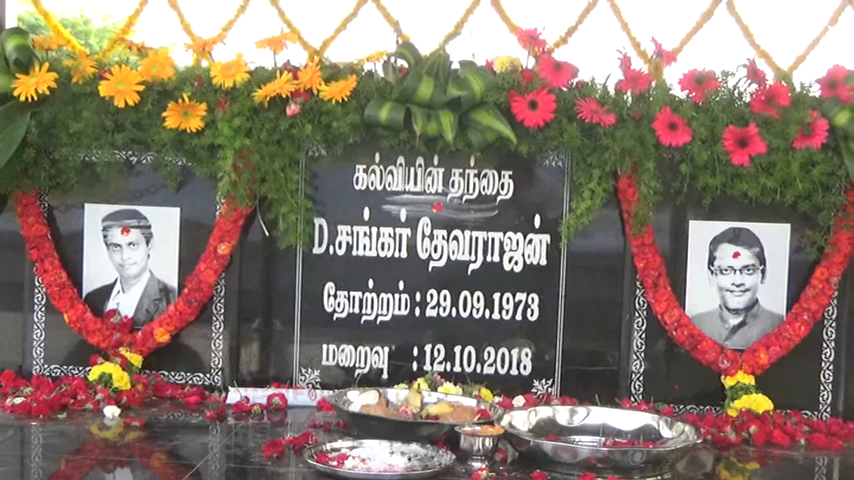 கல்வியின் தந்தை
D.சங்கர் தேவராஜன்
தோற்றம் : 29.09.1973
மறைவு : 12.10.2018